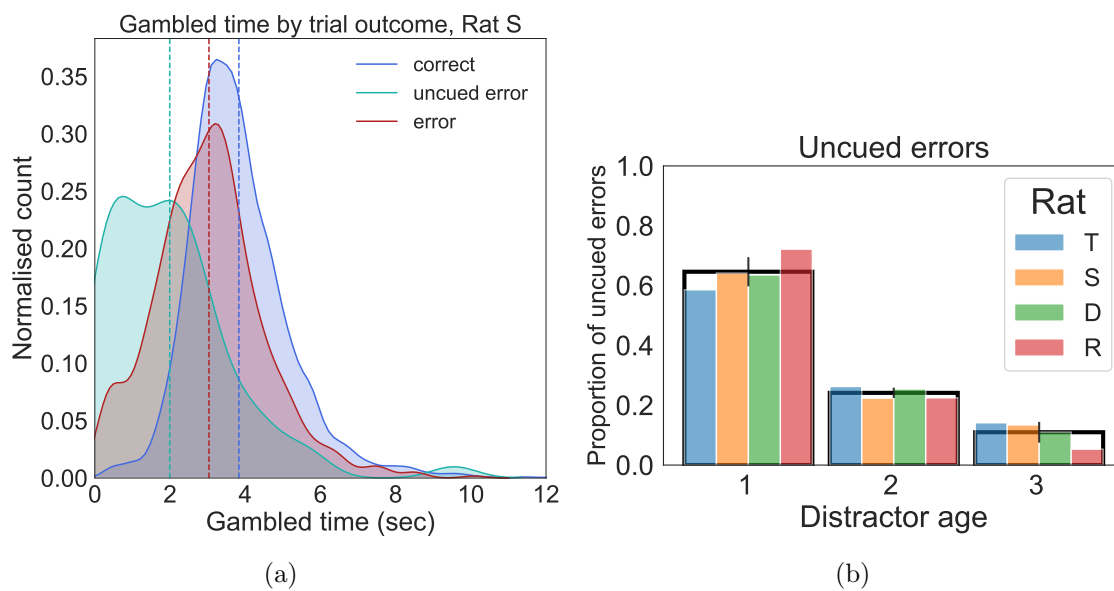 Gambled time by trial outcome, Rat S
Normalised count
0.35
0.30
0.25
0.20
0.15
0.10
0.05
0.00
correct
uncued error
error
0 2 4 6 8 10 12
Gambled time (sec)
(a)
Uncued errors
Proportion of uncued errors
1.0
0.8
0.6
0.4
0.2
0.0
Rat
T
S
D
R
1 2 3
Distractor age
(b)